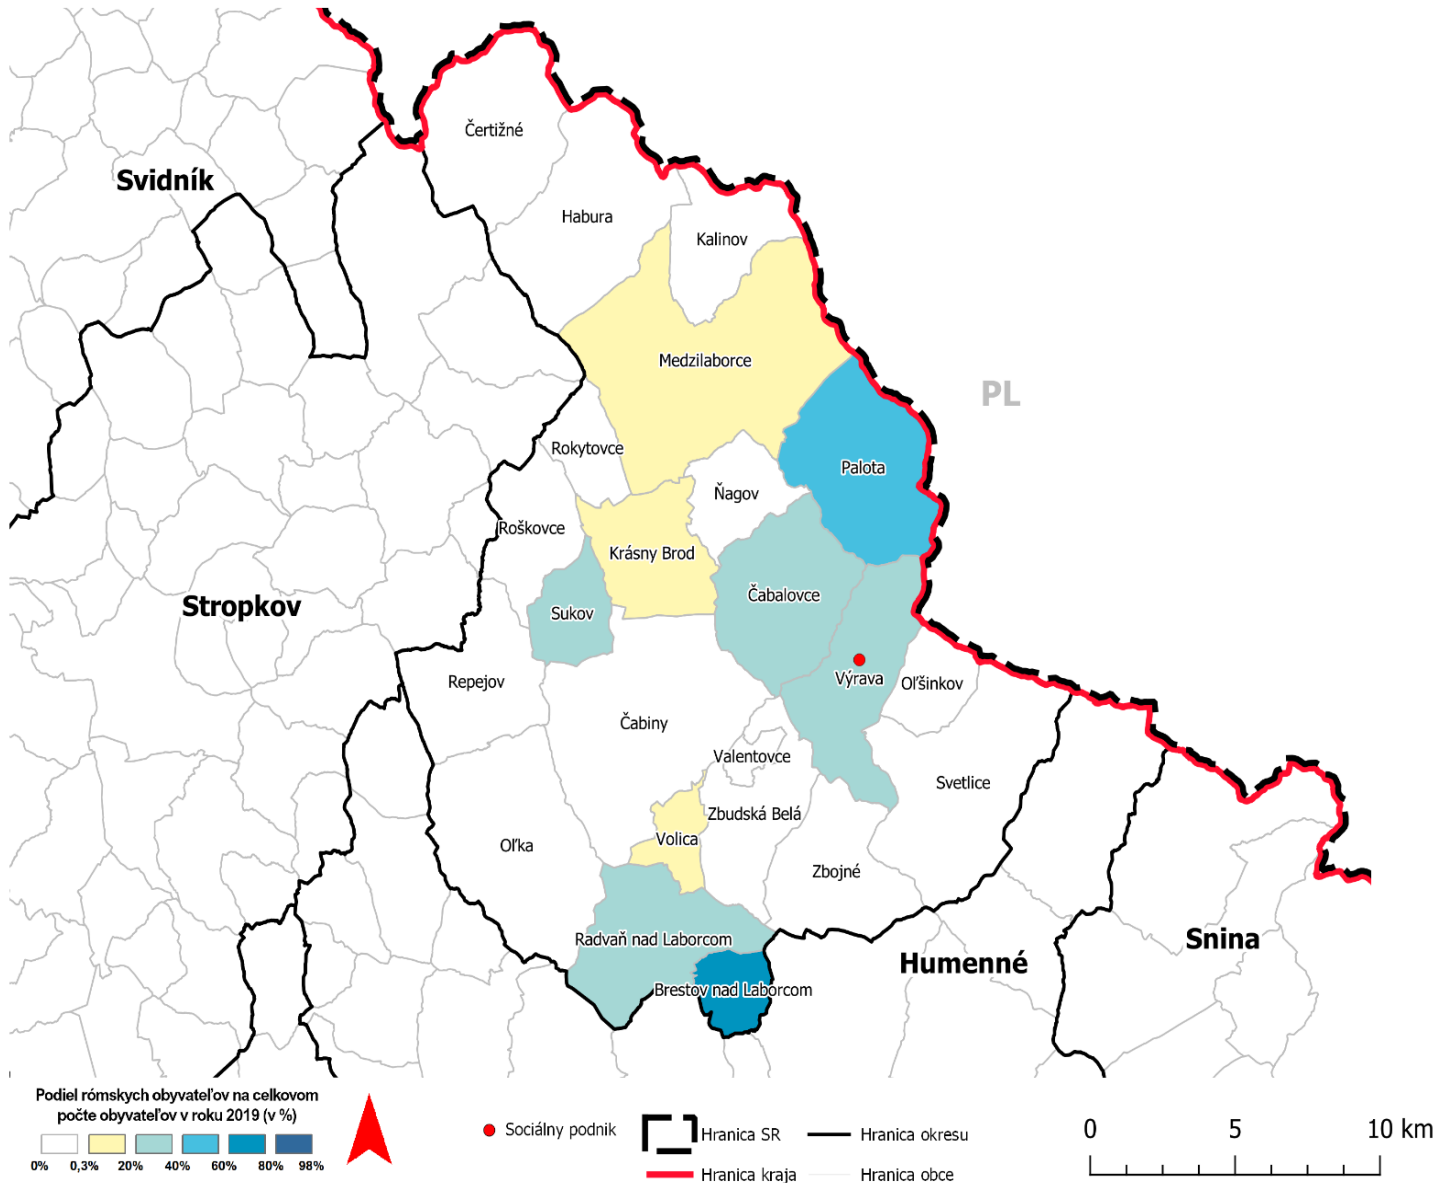 Čertižné
Svidník
Habura
Kalinov
Medzilaborce
PL
Rokytovce
Palota
Ňagov
Roškovce
Krásny Brod
Čabalovce
Stropkov
Sukov
Výrava
Oľšinkov
Repejov
Čabiny
Valentovce
Svetlice
Zbudská Belá
Volica
Oľka
Zbojné
Radvaň nad Laborcom
Snina
Humenné
Brestov nad Laborcom
Podiel rómskych obyvateľov na celkovom
počte obyvateľov v roku 2019 (v %)
0% 0,3% 20% 40% 60% 80% 98%
Sociálny podnik
Hranica SR
Hranica okresu
Hranica kraja
Hranica obce
0 5 10 km